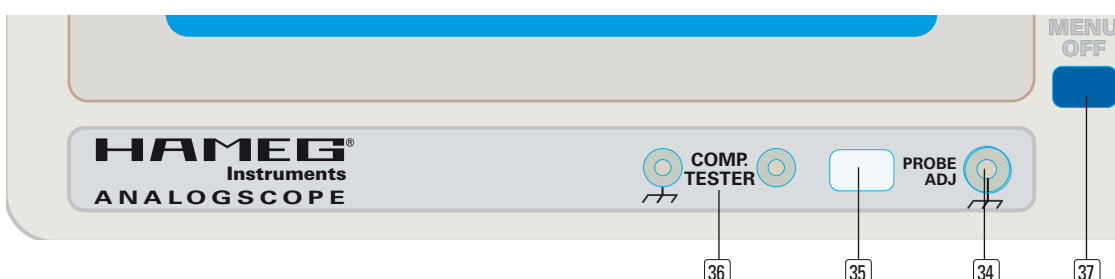 MENU
OFF
HAMEG®
Instruments
ANALOGSCOPE
COMP.
TESTER
PROBE
ADJ
36
35
34
37